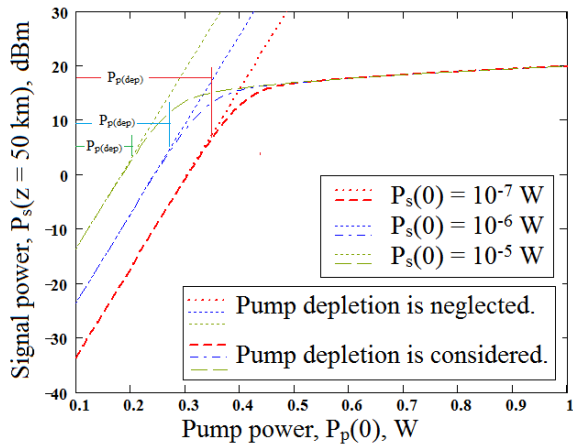 Signal power, Pₛ(z = 50 km), dBm
30
20
10
0
−10
−20
−30
−40
Pp(dep)
Pp(dep)
Pp(dep)
Pₛ(0) = 10⁻⁷ W
Pₛ(0) = 10⁻⁶ W
Pₛ(0) = 10⁻⁵ W
Pump depletion is neglected.
Pump depletion is considered.
0.1 0.2 0.3 0.4 0.5 0.6 0.7 0.8 0.9 1
Pump power, Pp(0), W